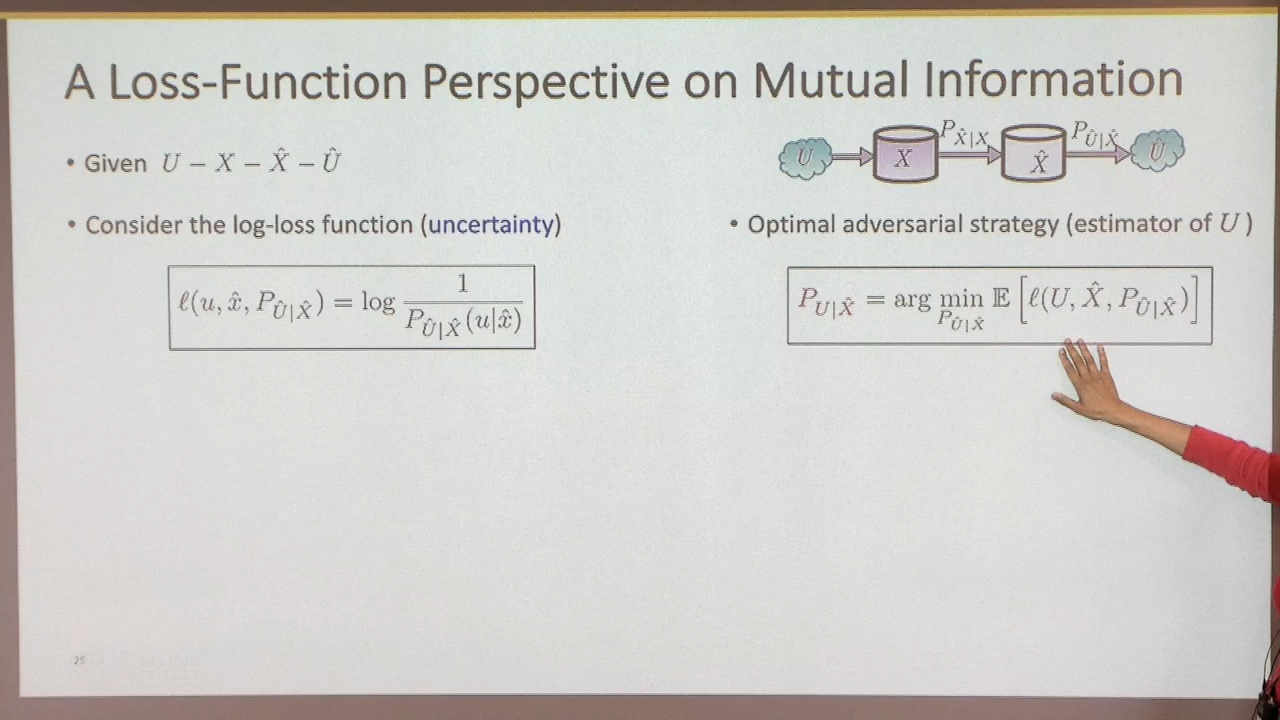 A Loss-Function Perspective on Mutual Information
• Given U − X − X̂ − Û
U X P_{X̂|X} X̂ P_{Û|X̂} Û
• Consider the log-loss function (uncertainty)
ℓ(u, x̂, P_{Û|X̂}) = log 1 / P_{Û|X̂}(u|x̂)
• Optimal adversarial strategy (estimator of U )
P_{U|X̂} = arg min_{P_{Û|X̂}} 𝔼 [ℓ(U, X̂, P_{Û|X̂})]